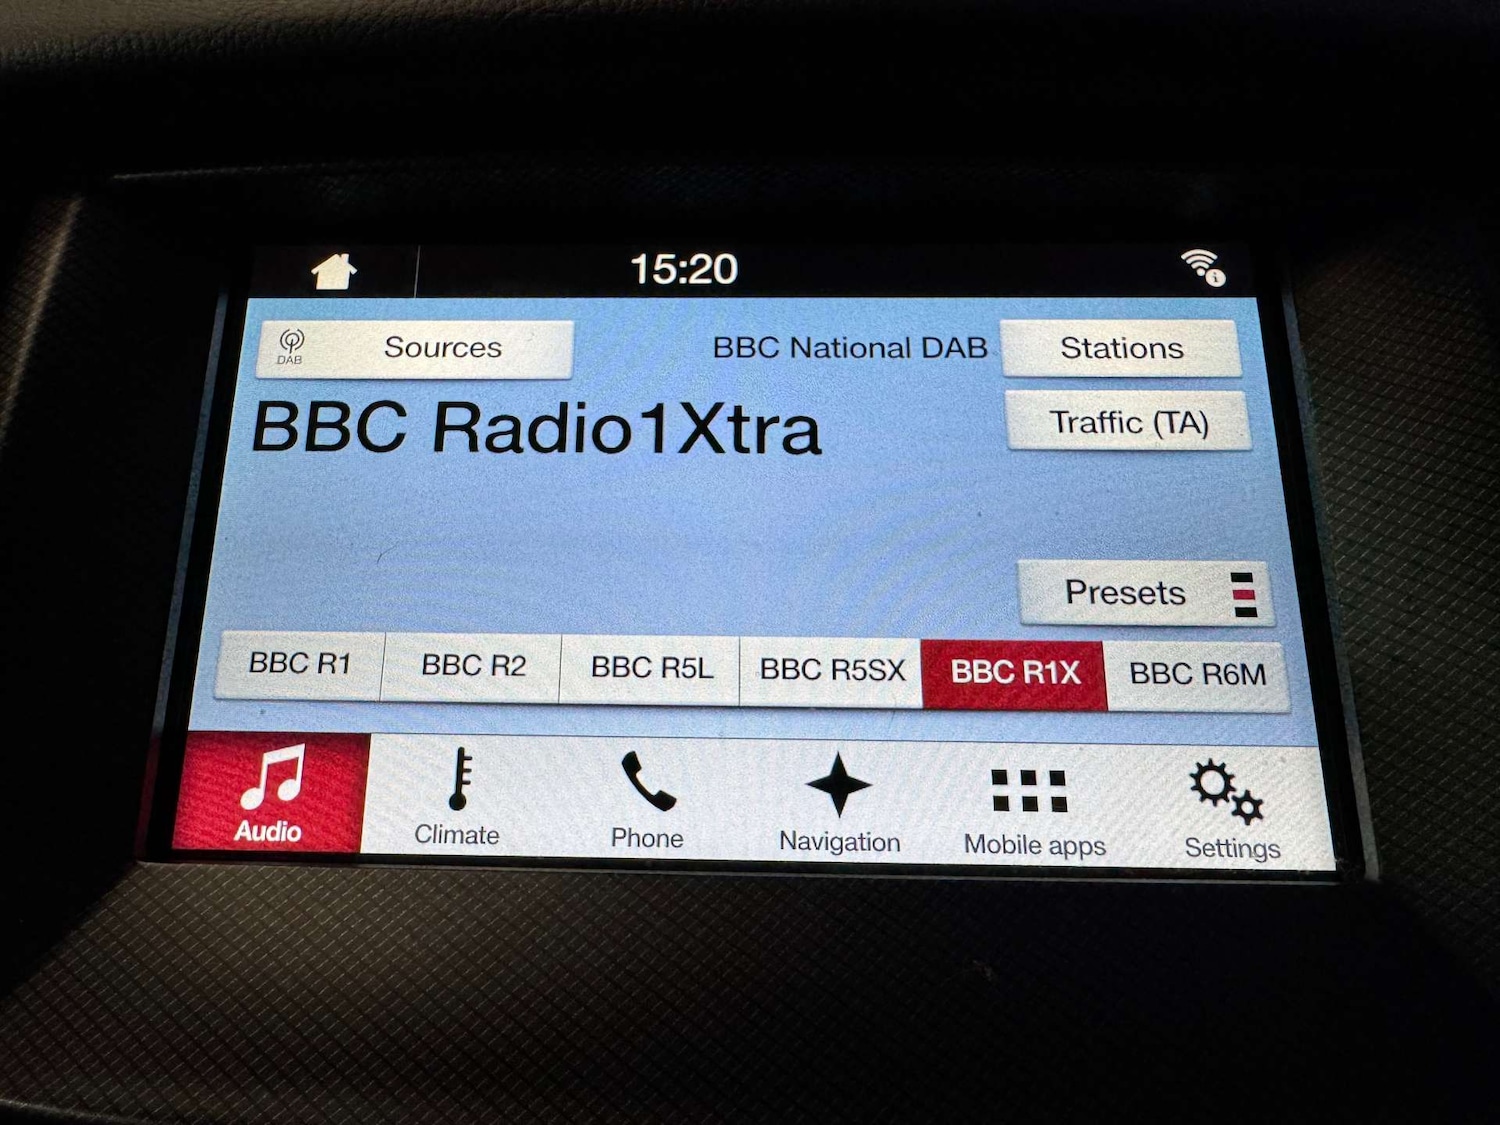 15:20
DAB Sources
BBC National DAB
Stations
BBC Radio1Xtra
Traffic (TA)
Presets
BBC R1 BBC R2 BBC R5L BBC R5SX BBC R1X BBC R6M
Audio Climate Phone Navigation Mobile apps Settings